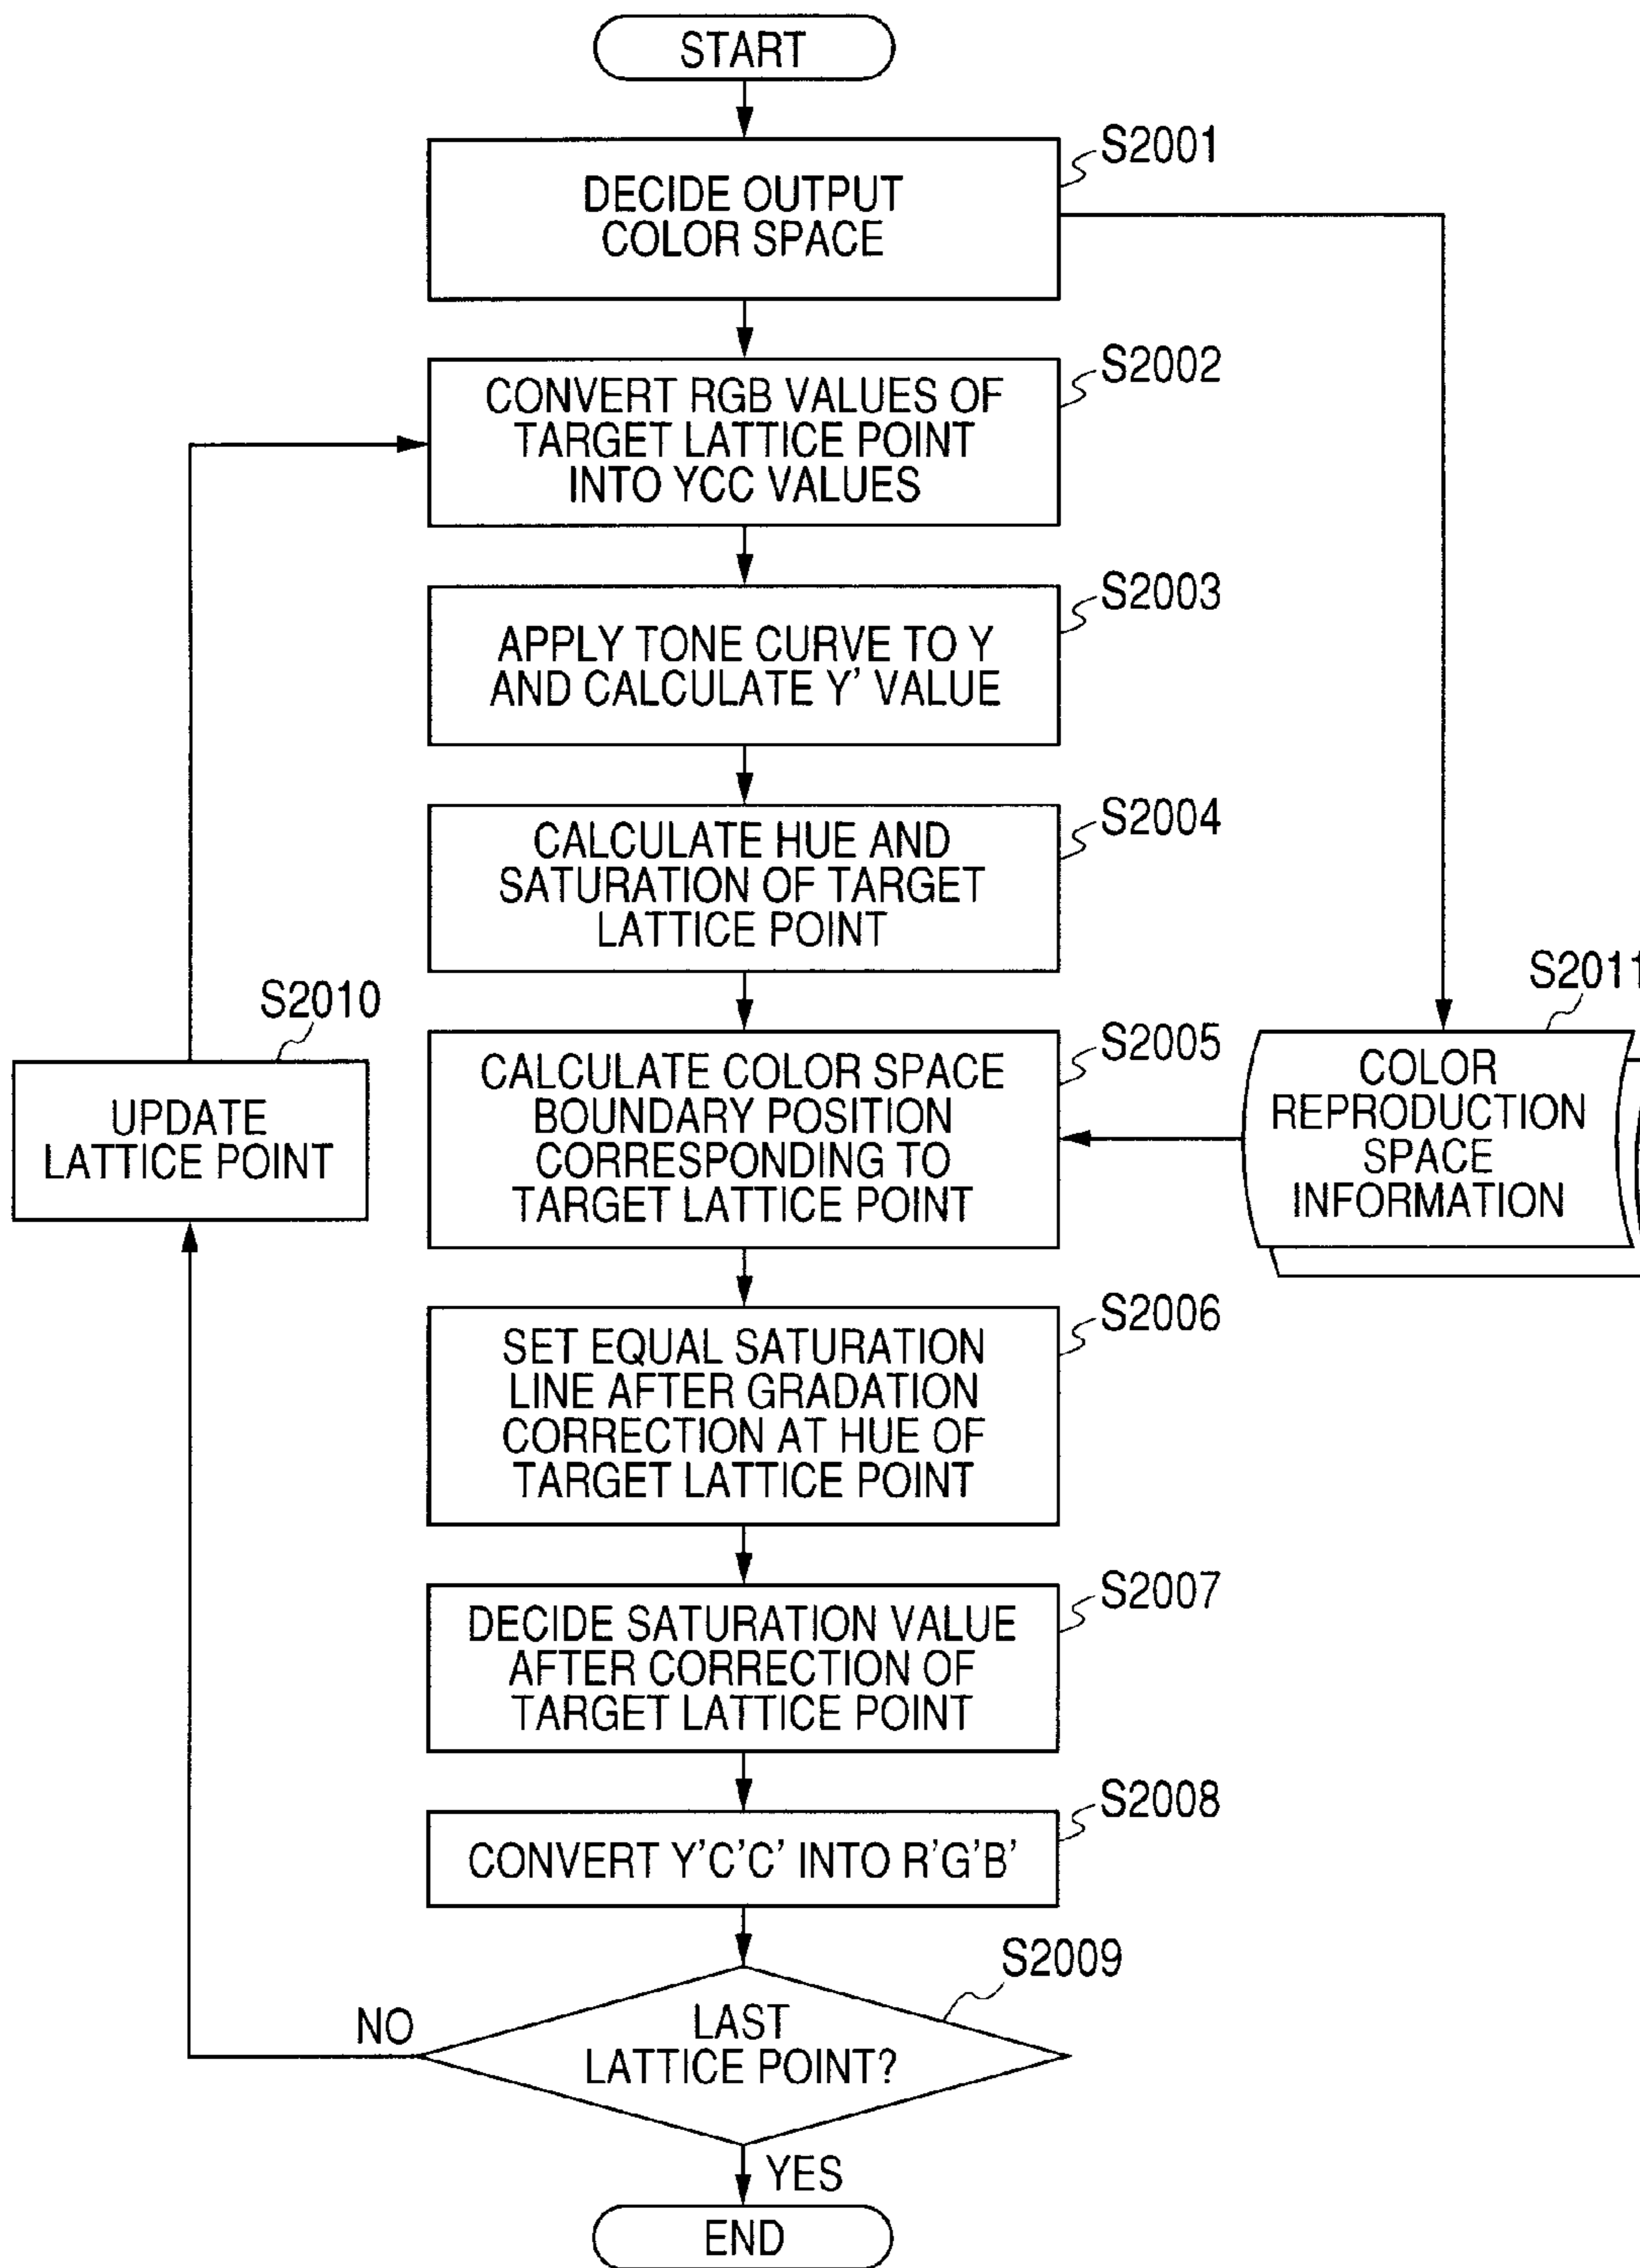 START
S2001
DECIDE OUTPUT
COLOR SPACE
S2002
CONVERT RGB VALUES OF
TARGET LATTICE POINT
INTO YCC VALUES
S2003
APPLY TONE CURVE TO Y
AND CALCULATE Y' VALUE
S2004
CALCULATE HUE AND
SATURATION OF TARGET
LATTICE POINT
S2010
UPDATE
LATTICE POINT
S2005
CALCULATE COLOR SPACE
BOUNDARY POSITION
CORRESPONDING TO
TARGET LATTICE POINT
S2011
COLOR
REPRODUCTION
SPACE
INFORMATION
S2006
SET EQUAL SATURATION
LINE AFTER GRADATION
CORRECTION AT HUE OF
TARGET LATTICE POINT
S2007
DECIDE SATURATION VALUE
AFTER CORRECTION OF
TARGET LATTICE POINT
S2008
CONVERT Y'C'C' INTO R'G'B'
S2009
NO
LAST
LATTICE POINT?
YES
END